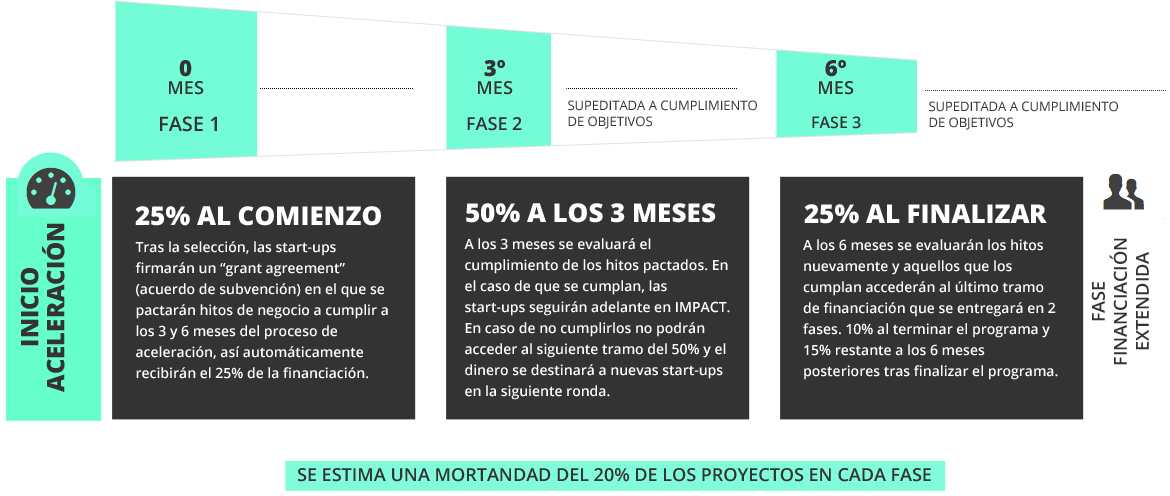 0
MES
FASE 1
3º
MES
FASE 2
SUPEDITADA A CUMPLIMIENTO
DE OBJETIVOS
6º
MES
FASE 3
SUPEDITADA A CUMPLIMIENTO
DE OBJETIVOS
INICIO
ACELERACIÓN
25% AL COMIENZO
Tras la selección, las start-ups
firmarán un “grant agreement”
(acuerdo de subvención) en el que se
pactarán hitos de negocio a cumplir a
los 3 y 6 meses del proceso de
aceleración, así automáticamente
recibirán el 25% de la financiación.
50% A LOS 3 MESES
A los 3 meses se evaluará el
cumplimiento de los hitos pactados. En
el caso de que se cumplan, las
start-ups seguirán adelante en IMPACT.
En caso de no cumplirlos no podrán
acceder al siguiente tramo del 50% y el
dinero se destinará a nuevas start-ups
en la siguiente ronda.
25% AL FINALIZAR
A los 6 meses se evaluarán los hitos
nuevamente y aquellos que los
cumplan accederán al último tramo
de financiación que se entregará en 2
fases. 10% al terminar el programa y
15% restante a los 6 meses
posteriores tras finalizar el programa.
FASE
FINANCIACIÓN
EXTENDIDA
SE ESTIMA UNA MORTANDAD DEL 20% DE LOS PROYECTOS EN CADA FASE